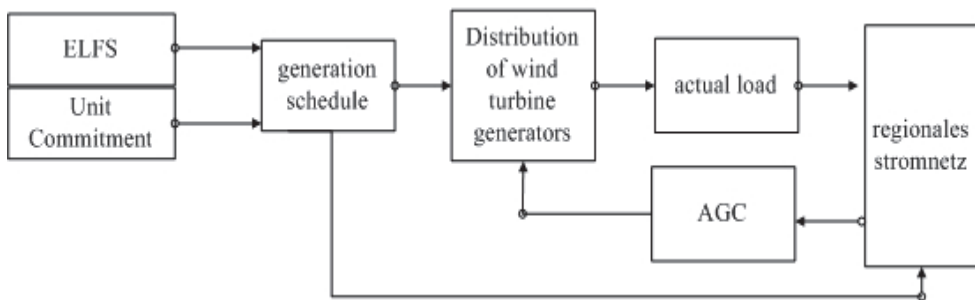 ELFS
Unit
Commitment
generation
schedule
Distribution
of wind
turbine
generators
actual load
AGC
regionales
stromnetz